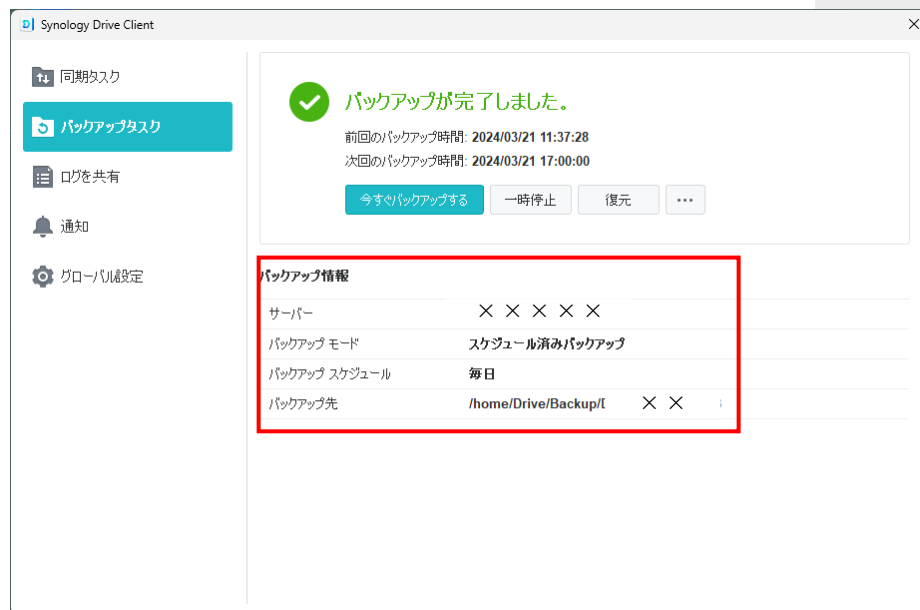 Synology Drive Client
同期タスク
バックアップタスク
ログを共有
通知
グローバル設定
バックアップが完了しました。
前回のバックアップ時間: 2024/03/21 11:37:28
次回のバックアップ時間: 2024/03/21 17:00:00
今すぐバックアップする 一時停止 復元 ...
バックアップ情報
サーバー ×××××
バックアップ モード スケジュール済みバックアップ
バックアップ スケジュール 毎日
バックアップ先 /home/Drive/Backup/[ ××